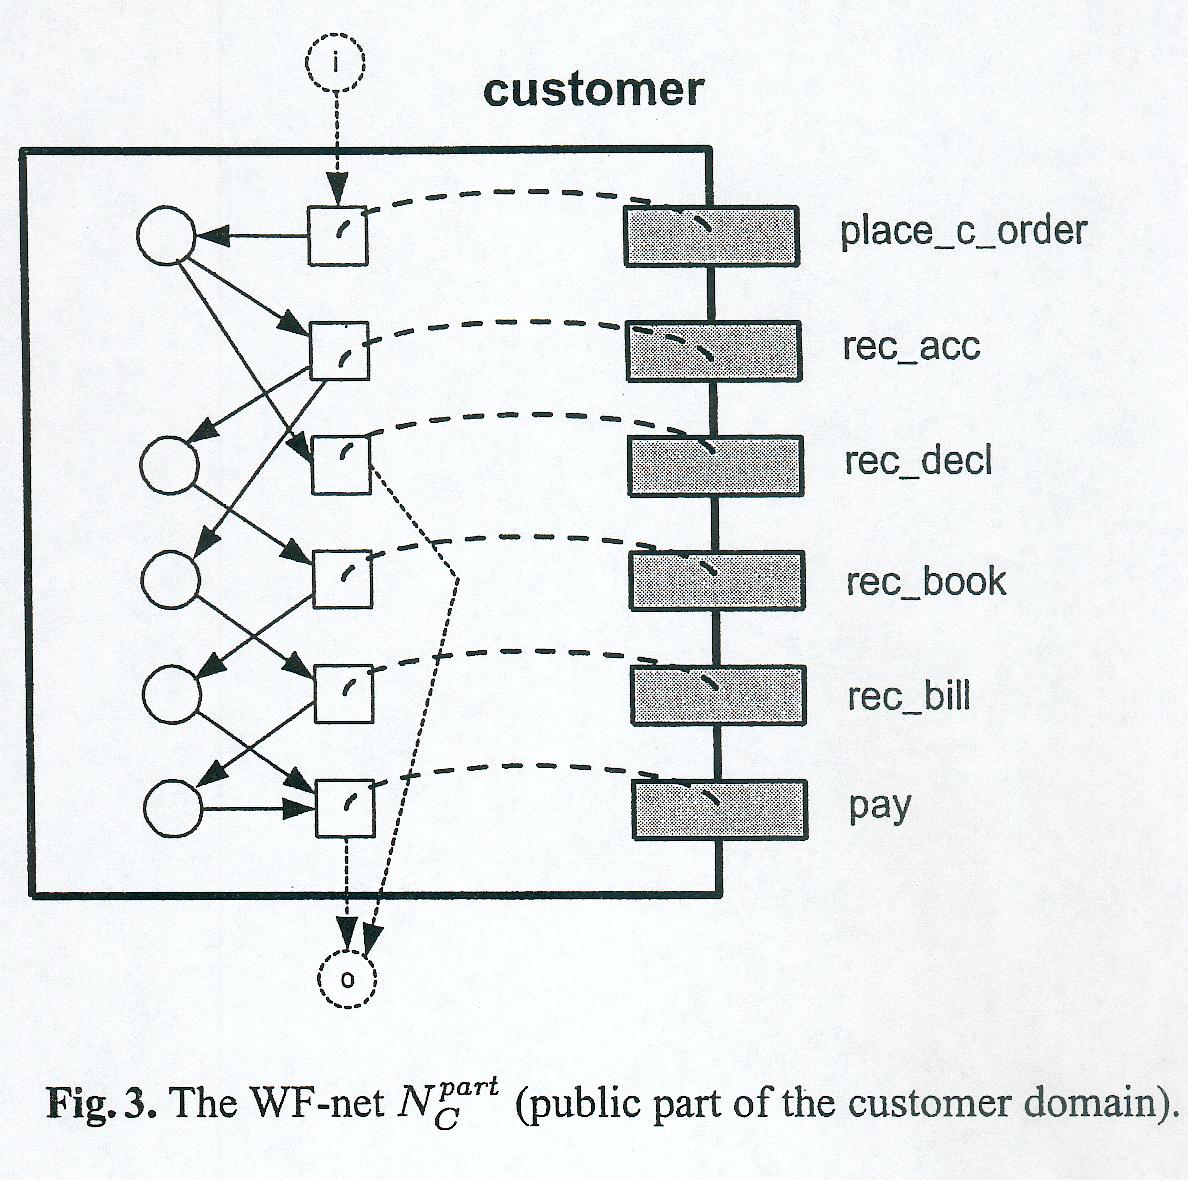 i
customer
place_c_order
rec_acc
rec_decl
rec_book
rec_bill
pay
o
Fig. 3. The WF-net N_C^part (public part of the customer domain).